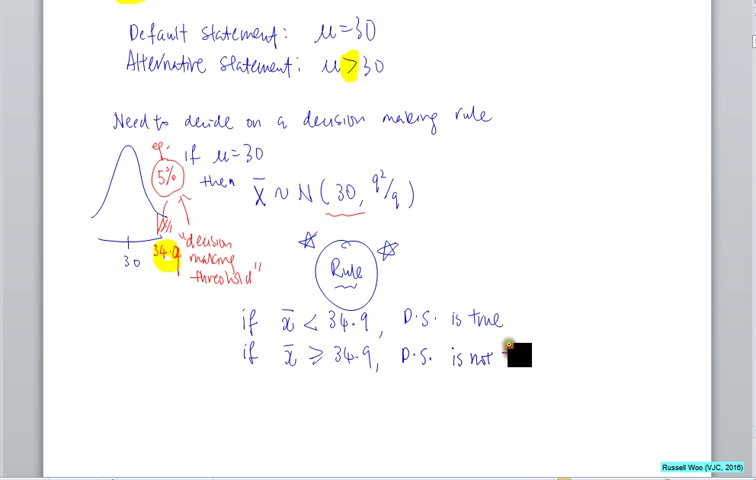 Default statement: μ=30
Alternative statement: μ > 30
Need to decide on a decision making rule
eg.
if μ=30
5%
then X̄ ~ N(30, 9²/9)
30
34.9
"decision
making
threshold"
Rule
if x̄ < 34.9, D.S. is true
if x̄ ⩾ 34.9, D.S. is not
Russell Woo (VJC, 2016)